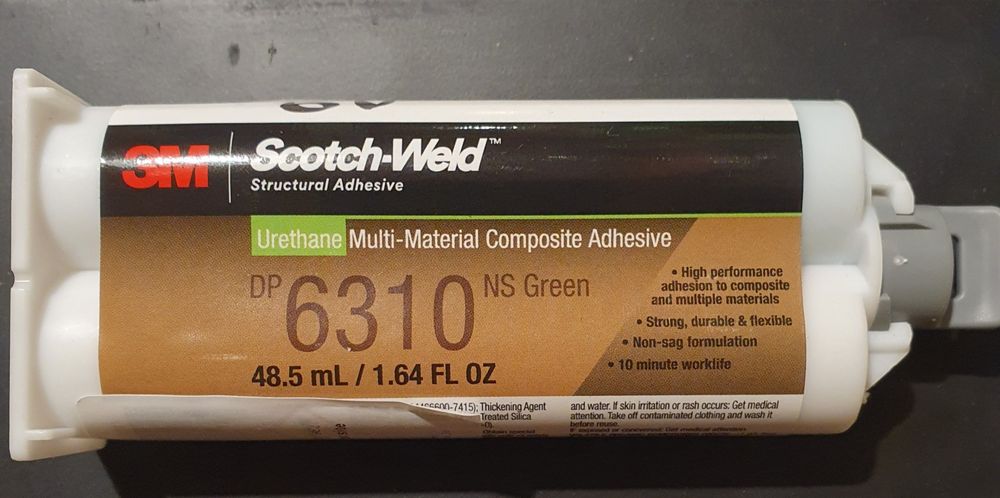 3M Scotch-Weld™
Structural Adhesive
Urethane Multi-Material Composite Adhesive
DP 6310 NS Green
48.5 mL / 1.64 FL OZ
• High performance
adhesion to composite
and multiple materials
• Strong, durable & flexible
• Non-sag formulation
• 10 minute worklife
6600-7415); Thickening Agent
Treated Silica
and water. If skin irritation or rash occurs: Get medical
attention. Take off contaminated clothing and wash it
before reuse.